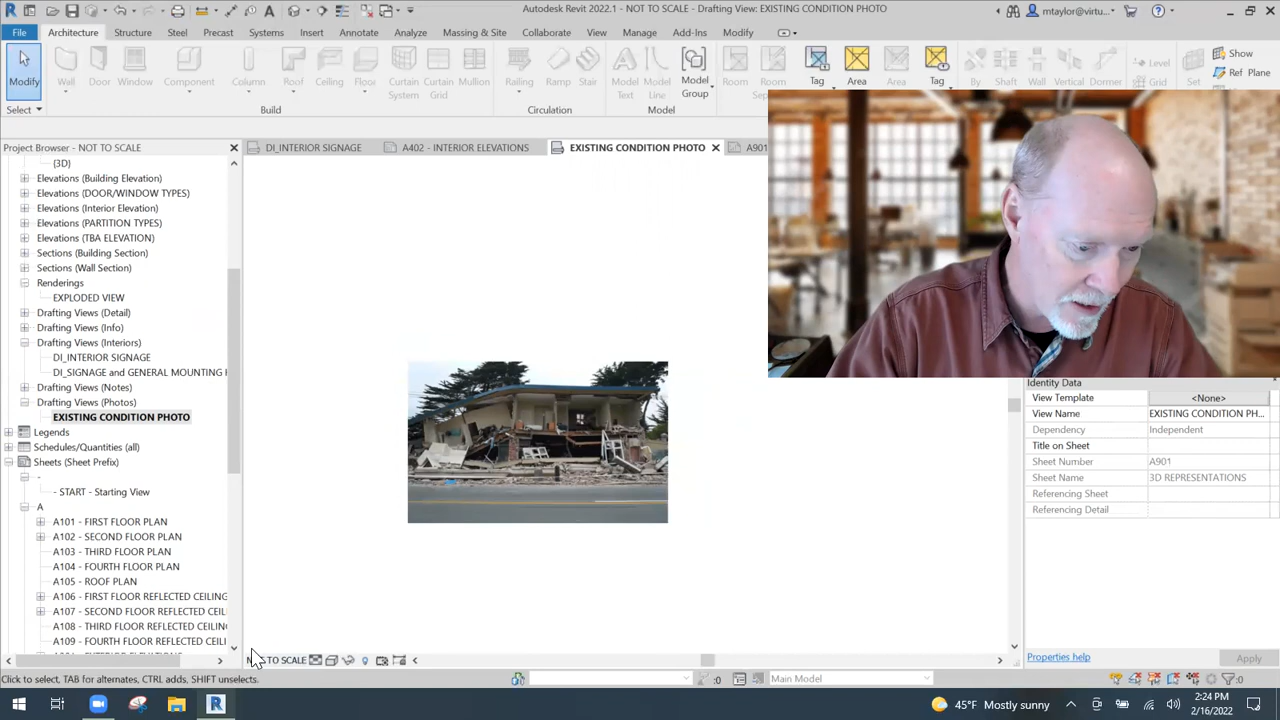 Autodesk Revit 2022.1 - NOT TO SCALE - Drafting View: EXISTING CONDITION PHOTO
mtaylor@virtu...
File Architecture Structure Steel Precast Systems Insert Annotate Analyze Massing & Site Collaborate View Manage Add-Ins Modify
Modify Wall Door Window Component Column Roof Ceiling Floor Curtain System Curtain Grid Mullion Railing Ramp Stair Model Text Model Line Model Group Room Room Separ Tag Area Area Tag By Shaft Wall Vertical Dormer Level Grid Set Show Ref Plane
Select Build Circulation Model
Project Browser - NOT TO SCALE
DI_INTERIOR SIGNAGE
A402 - INTERIOR ELEVATIONS
EXISTING CONDITION PHOTO
A901
{3D}
Elevations (Building Elevation)
Elevations (DOOR/WINDOW TYPES)
Elevations (Interior Elevation)
Elevations (PARTITION TYPES)
Elevations (TBA ELEVATION)
Sections (Building Section)
Sections (Wall Section)
Renderings
EXPLODED VIEW
Drafting Views (Detail)
Drafting Views (Info)
Drafting Views (Interiors)
DI_INTERIOR SIGNAGE
DI_SIGNAGE and GENERAL MOUNTING
Drafting Views (Notes)
Drafting Views (Photos)
EXISTING CONDITION PHOTO
Legends
Schedules/Quantities (all)
Sheets (Sheet Prefix)
-
- START - Starting View
A
A101 - FIRST FLOOR PLAN
A102 - SECOND FLOOR PLAN
A103 - THIRD FLOOR PLAN
A104 - FOURTH FLOOR PLAN
A105 - ROOF PLAN
A106 - FIRST FLOOR REFLECTED CEILING
A107 - SECOND FLOOR REFLECTED CEIL
A108 - THIRD FLOOR REFLECTED CEILING
A109 - FOURTH FLOOR REFLECTED CEILI
Identity Data
View Template <None>
View Name EXISTING CONDITION PH...
Dependency Independent
Title on Sheet
Sheet Number A901
Sheet Name 3D REPRESENTATIONS
Referencing Sheet
Referencing Detail
Properties help Apply
TO SCALE
Click to select, TAB for alternates, CTRL adds, SHIFT unselects.
:0
Main Model
:0
45°F Mostly sunny
2:24 PM
2/16/2022